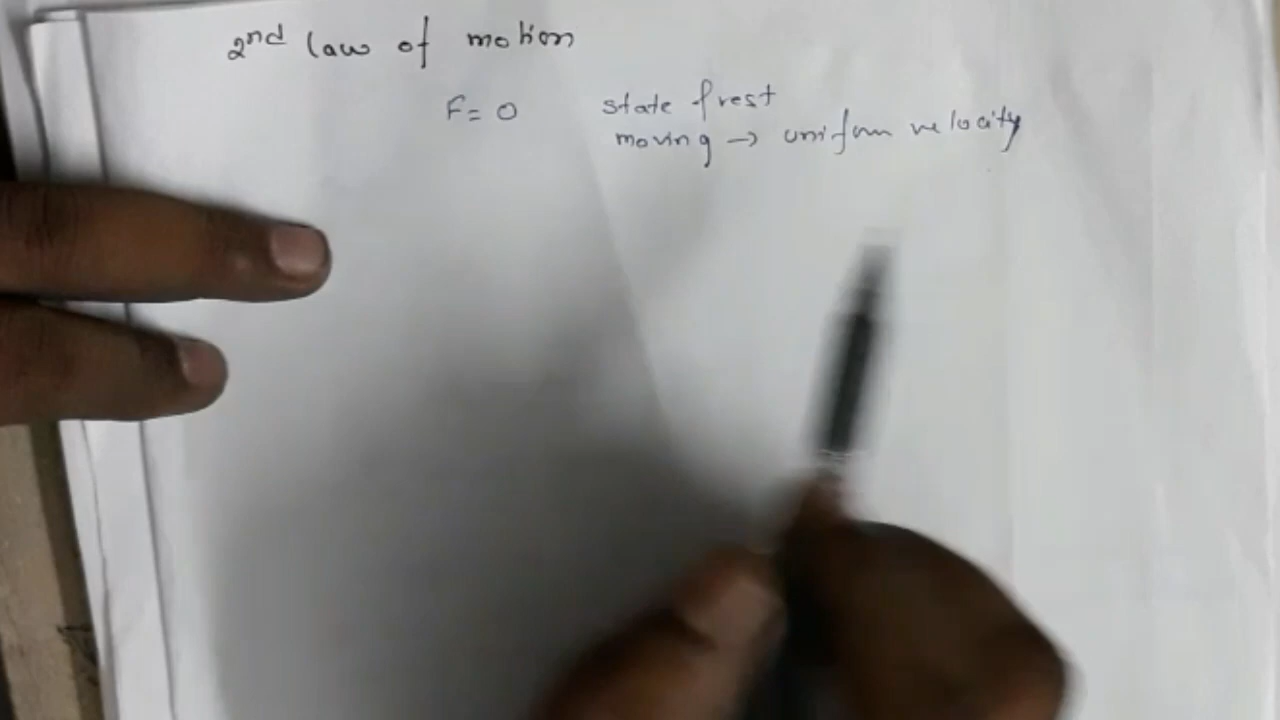 2nd law of motion
F = 0 state of rest
moving → uniform velocity